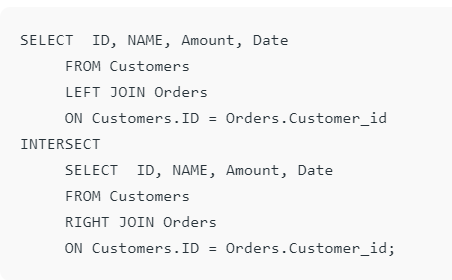 SELECT  ID, NAME, Amount, Date
     FROM Customers
     LEFT JOIN Orders
     ON Customers.ID = Orders.Customer_id
INTERSECT
     SELECT  ID, NAME, Amount, Date
     FROM Customers
     RIGHT JOIN Orders
     ON Customers.ID = Orders.Customer_id;